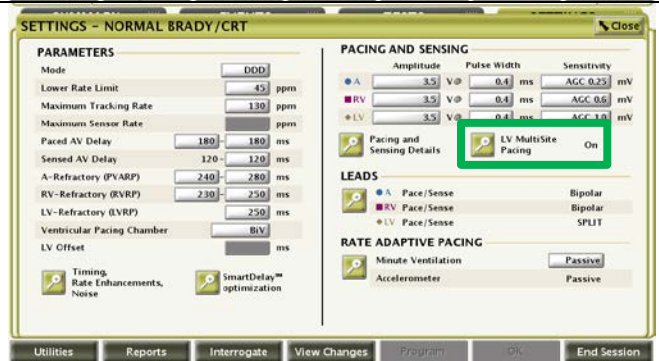 SETTINGS – NORMAL BRADY/CRT
Close
PARAMETERS
Mode DDD
Lower Rate Limit 45 ppm
Maximum Tracking Rate 130 ppm
Maximum Sensor Rate ppm
Paced AV Delay 180 - 180 ms
Sensed AV Delay 120 - 120 ms
A-Refractory (PVARP) 240 - 280 ms
RV-Refractory (RVRP) 230 - 250 ms
LV-Refractory (LVRP) 250 ms
Ventricular Pacing Chamber BiV
LV Offset ms
Timing,
Rate Enhancements,
Noise
SmartDelay™
optimization
PACING AND SENSING
Amplitude Pulse Width Sensitivity
A 3.5 V@ 0.4 ms AGC 0.25 mV
RV 3.5 V@ 0.4 ms AGC 0.6 mV
LV 3.5 V@ 0.4 ms AGC 1.0 mV
Pacing and
Sensing Details
LV MultiSite
Pacing
On
LEADS
A Pace/Sense Bipolar
RV Pace/Sense Bipolar
LV Pace/Sense SPLIT
RATE ADAPTIVE PACING
Minute Ventilation Passive
Accelerometer Passive
Utilities Reports Interrogate View Changes Program OK End Session